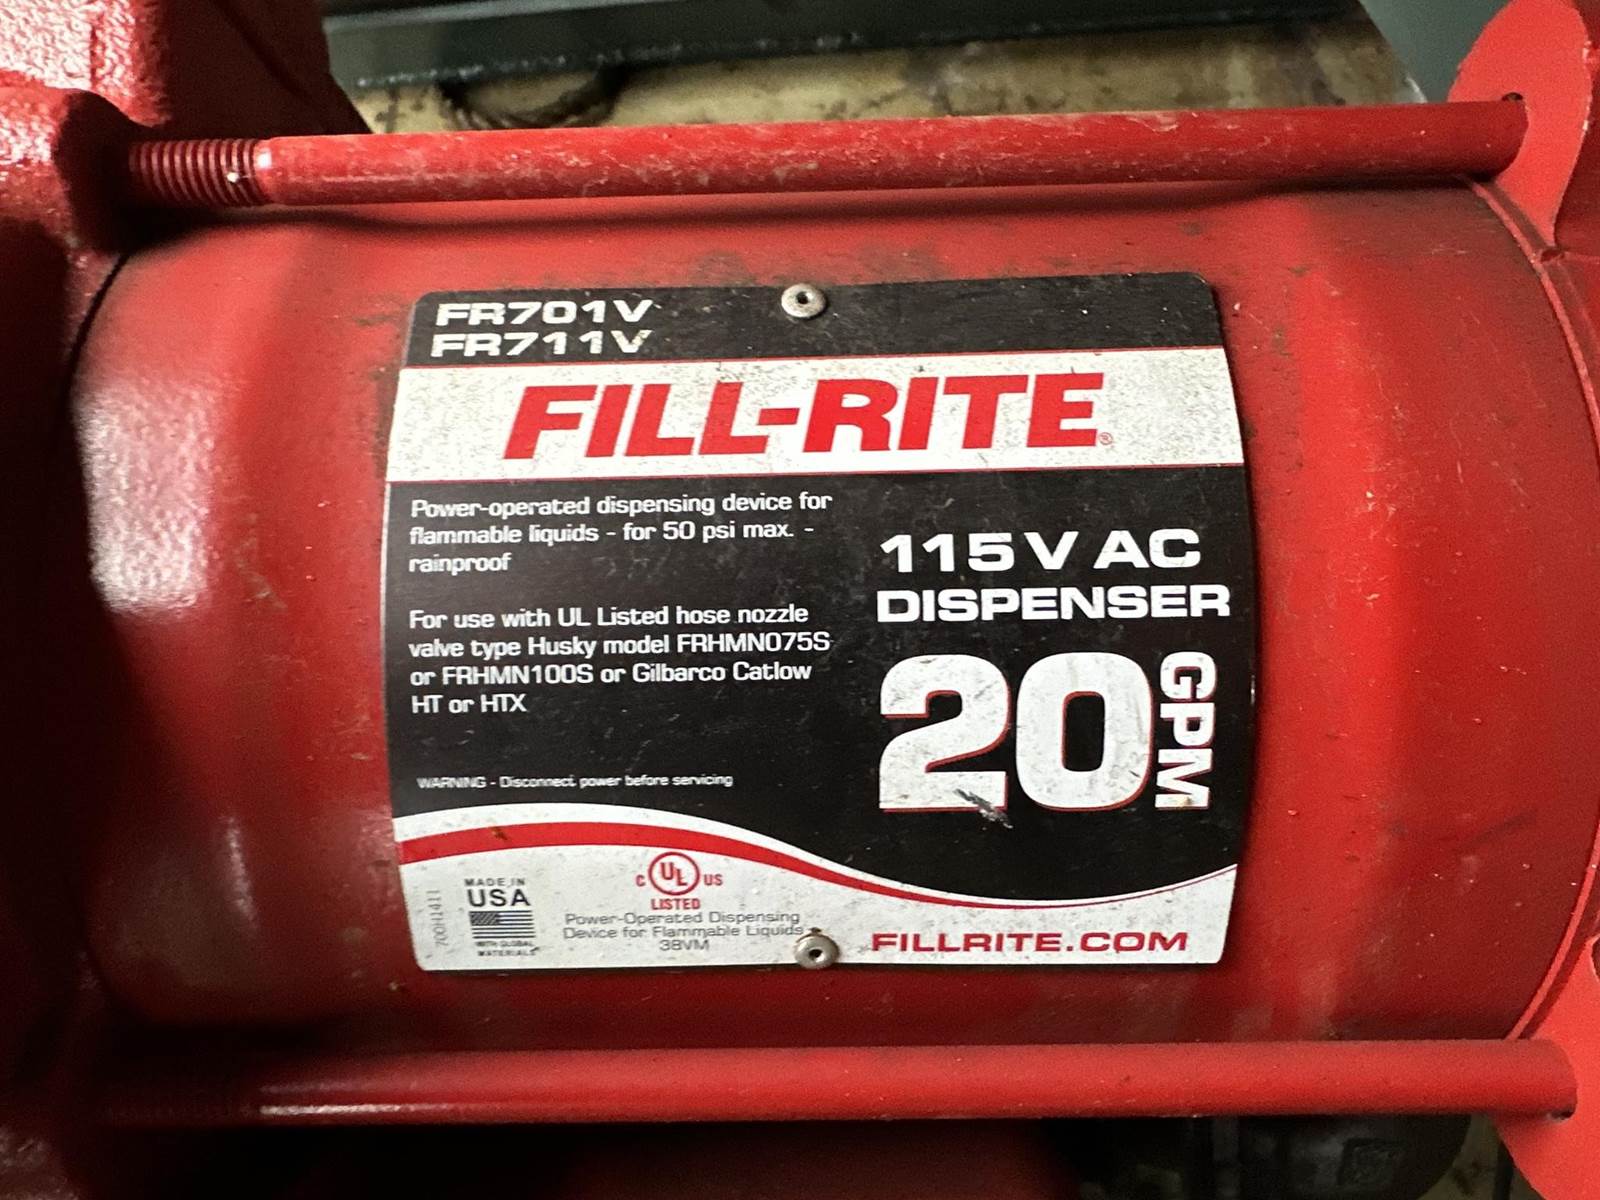 FR701V
FR711V
FILL-RITE®
Power-operated dispensing device for
flammable liquids - for 50 psi max. -
rainproof
For use with UL Listed hose nozzle
valve type Husky model FRHMN075S
or FRHMN100S or Gilbarco Catlow
HT or HTX
WARNING - Disconnect power before servicing
115 V AC
DISPENSER
20 GPM
700H1411
MADE IN
USA
WITH GLOBAL
MATERIALS
C UL US
LISTED
Power-Operated Dispensing
Device for Flammable Liquids
38VM
FILLRITE.COM